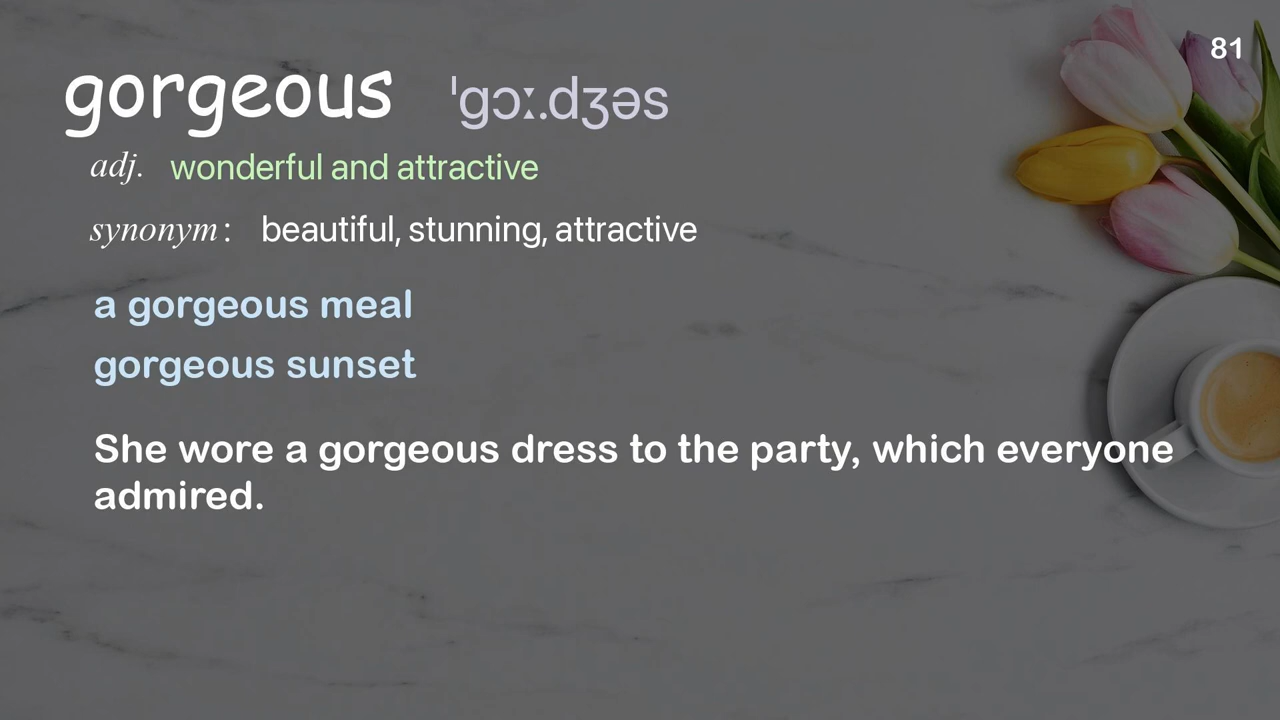 81
gorgeous ˈgɔː.dʒəs
adj. wonderful and attractive
synonym: beautiful, stunning, attractive
a gorgeous meal
gorgeous sunset
She wore a gorgeous dress to the party, which everyone
admired.